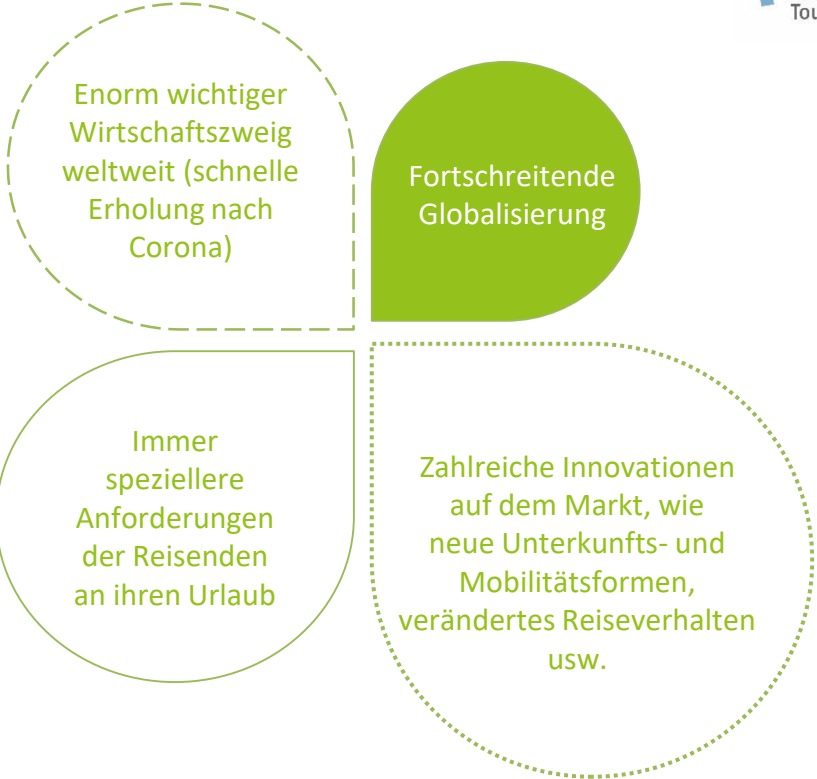 Tou
Enorm wichtiger
Wirtschaftszweig
weltweit (schnelle
Erholung nach
Corona)
Fortschreitende
Globalisierung
Immer
speziellere
Anforderungen
der Reisenden
an ihren Urlaub
Zahlreiche Innovationen
auf dem Markt, wie
neue Unterkunfts- und
Mobilitätsformen,
verändertes Reiseverhalten
usw.